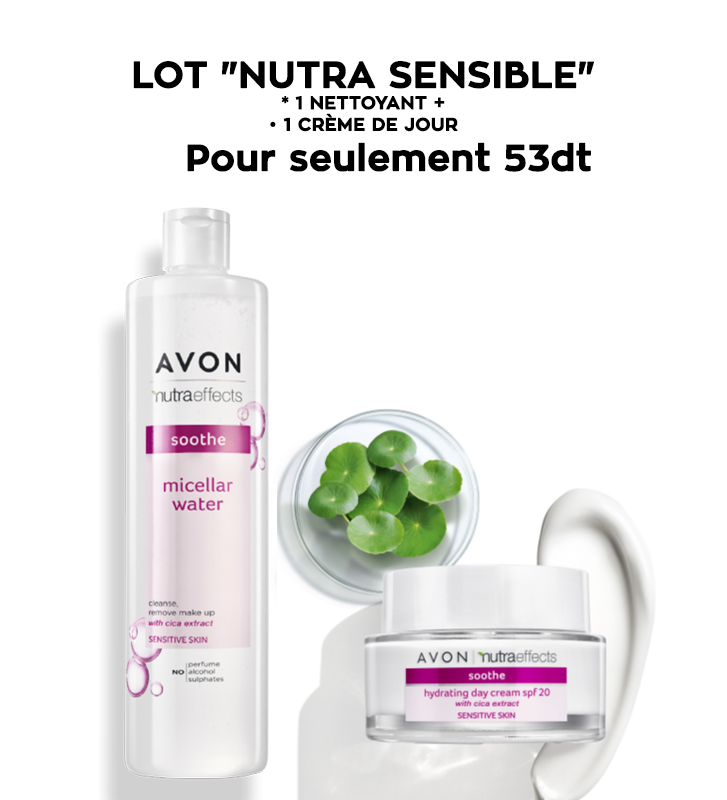 LOT "NUTRA SENSIBLE"
* 1 NETTOYANT +
• 1 CRÈME DE JOUR
Pour seulement 53dt
AVON
nutraeffects
soothe
micellar
water
cleanse,
remove make up
with cica extract
SENSITIVE SKIN
NO | perfume
alcohol
sulphates
AVON | nutraeffects
soothe
hydrating day cream spf 20
with cica extract
SENSITIVE SKIN